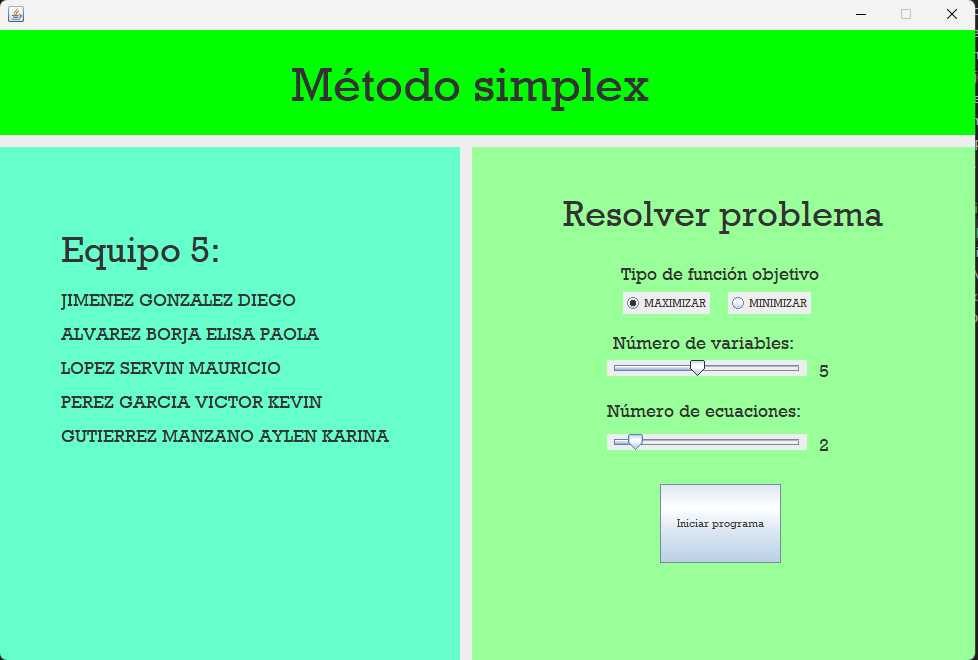 Método simplex
Equipo 5:
JIMENEZ GONZALEZ DIEGO
ALVAREZ BORJA ELISA PAOLA
LOPEZ SERVIN MAURICIO
PEREZ GARCIA VICTOR KEVIN
GUTIERREZ MANZANO AYLEN KARINA
Resolver problema
Tipo de función objetivo
MAXIMIZAR MINIMIZAR
Número de variables:
5
Número de ecuaciones:
2
Iniciar programa